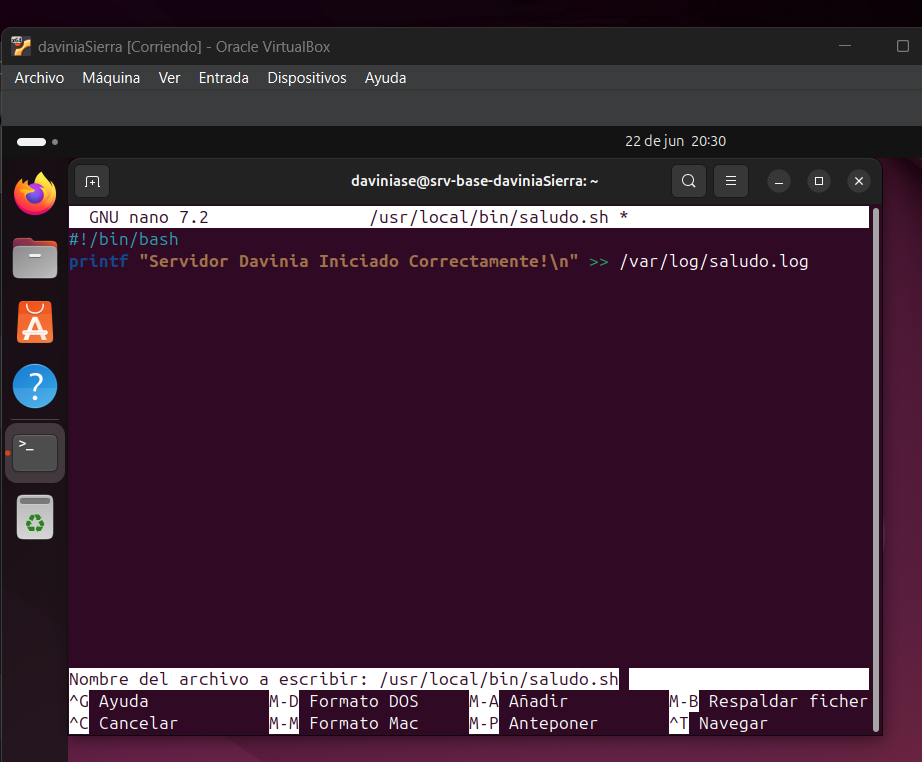 daviniaSierra [Corriendo] - Oracle VirtualBox
Archivo Máquina Ver Entrada Dispositivos Ayuda
22 de jun 20:30
daviniase@srv-base-daviniaSierra: ~
GNU nano 7.2 /usr/local/bin/saludo.sh *
#!/bin/bash
printf "Servidor Davinia Iniciado Correctamente!\n" >> /var/log/saludo.log
Nombre del archivo a escribir: /usr/local/bin/saludo.sh
^G Ayuda M-D Formato DOS M-A Añadir M-B Respaldar ficher
^C Cancelar M-M Formato Mac M-P Anteponer ^T Navegar